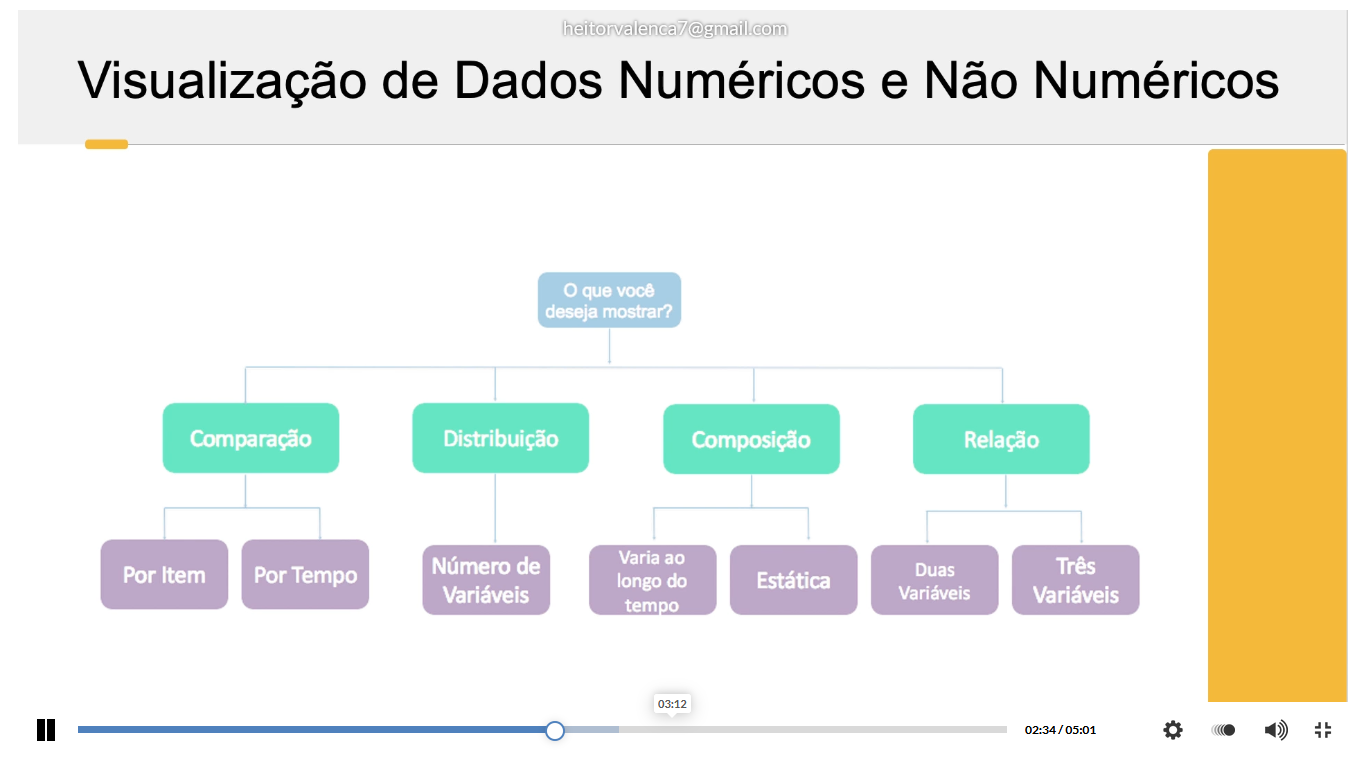 heitorvalenca7@gmail.com
Visualização de Dados Numéricos e Não Numéricos
O que você
deseja mostrar?
Comparação
Distribuição
Composição
Relação
Por Item
Por Tempo
Número de
Variáveis
Varia ao
longo do
tempo
Estática
Duas
Variáveis
Três
Variáveis
03:12
02:34 / 05:01